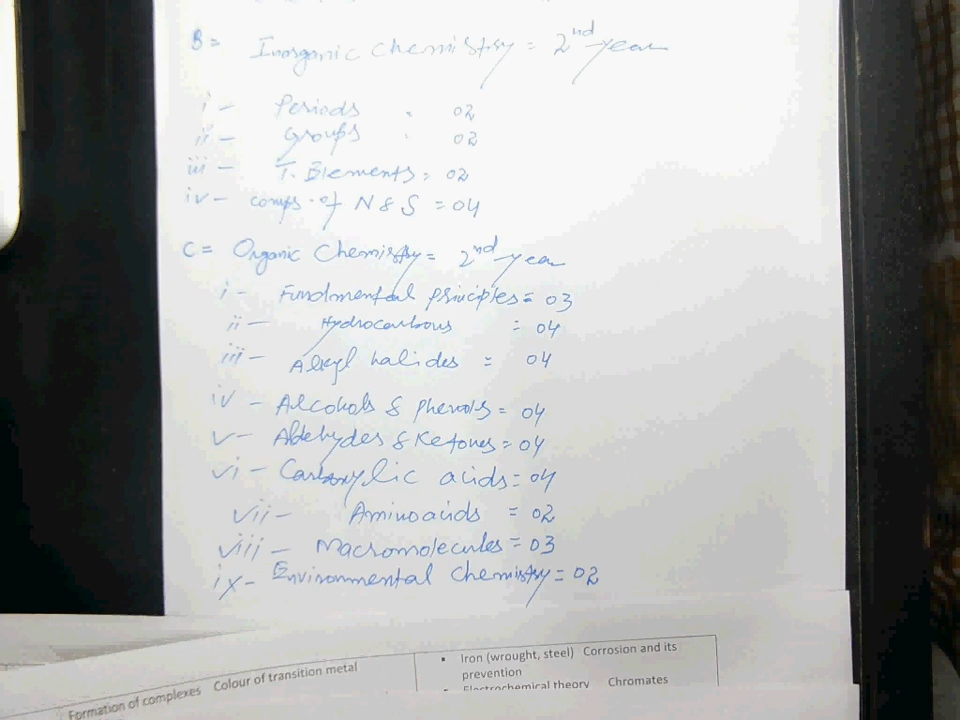 B = Inorganic Chemistry = 2nd year
i - Periods . 02
ii - Groups . 02
iii - T. Elements = 02
iv - comps. of N & S = 04
C = Organic Chemistry = 2nd year
i - Fundmental principles = 03
ii - Hydrocarbons = 04
iii - Alkyl halides = 04
iv - Alcohols & phenols = 04
v - Aldehydes & Ketones = 04
vi - Carboxylic acids = 04
vii - Aminoacids = 02
viii - Macromolecules = 03
ix - Environmental chemistry = 02
Formation of complexes Colour of transition metal
• Iron (wrought, steel) Corrosion and its
prevention
• Electrochemical theory Chromates